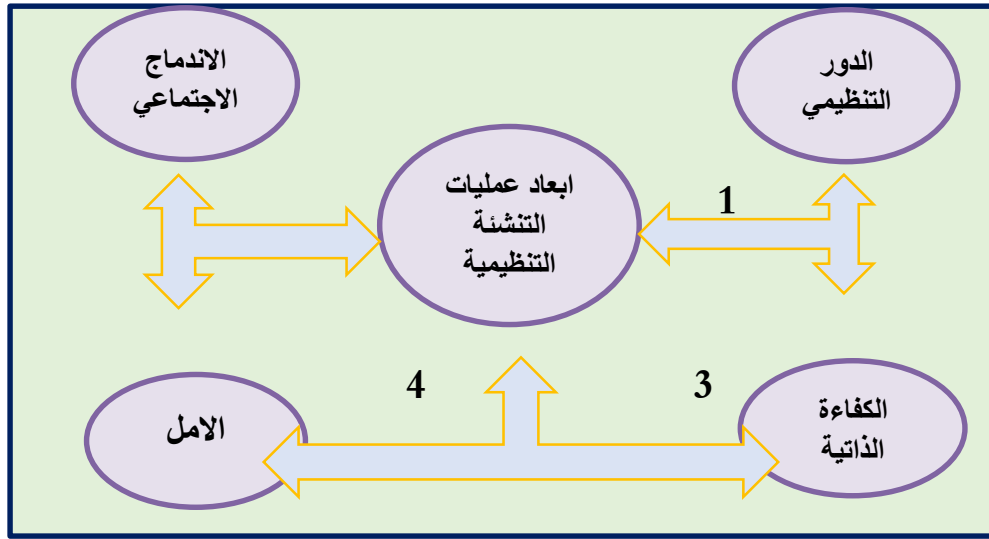 الدور
التنظيمي
الاندماج
الاجتماعي
ابعاد عمليات
التنشئة
التنظيمية
1
3
4
الكفاءة
الذاتية
الامل